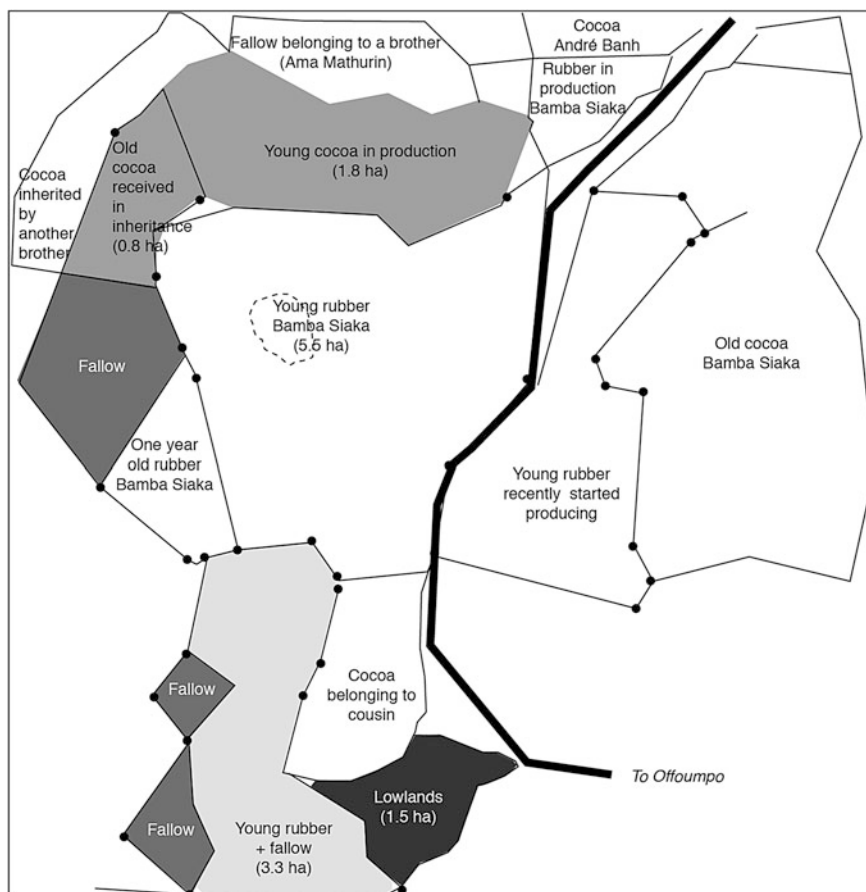 Fallow belonging to a brother
(Ama Mathurin)
Cocoa
André Banh
Rubber in
production
Bamba Siaka
Cocoa
inherited
by
another
brother
Old
cocoa
received
in
inheritance
(0.8 ha)
Young cocoa in production
(1.8 ha)
Young rubber
Bamba Siaka
(5.5 ha)
Old cocoa
Bamba Siaka
Fallow
One year
old rubber
Bamba Siaka
Young rubber
recently started
producing
Fallow
Cocoa
belonging to
cousin
To Offoumpo
Lowlands
(1.5 ha)
Fallow
Young rubber
+ fallow
(3.3 ha)